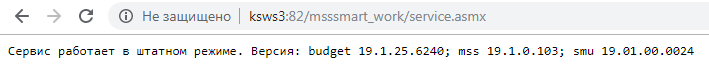 Не защищено ksws3:82/msssmart_work/service.asmx
Сервис работает в штатном режиме. Версия: budget 19.1.25.6240; mss 19.1.0.103; smu 19.01.00.0024